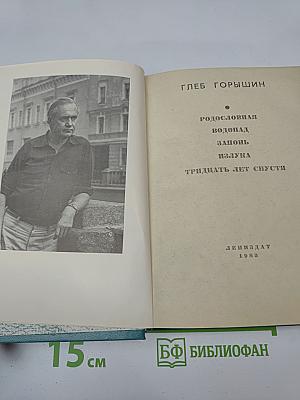 ГЛЕБ ГОРЫШИН
РОДОСЛОВНАЯ
ВОДОПАД
ЗАПОНЬ
ИЗЛУКА
ТРИДЦАТЬ ЛЕТ СПУСТЯ
ЛЕНИЗДАТ
1983
15 см
БФ БИБЛИОФАН